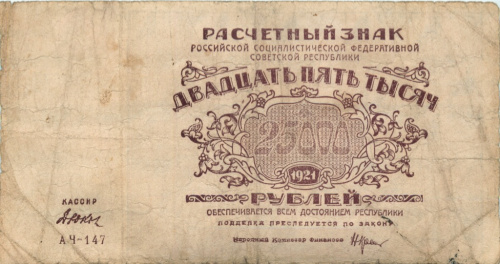 РАСЧЕТНЫЙ ЗНАК
РОССИЙСКОЙ СОЦИАЛИСТИЧЕСКОЙ ФЕДЕРАТИВНОЙ
СОВЕТСКОЙ РЕСПУБЛИКИ
ДВАДЦАТЬ ПЯТЬ ТЫСЯЧ
25000
1921
РУБЛЕЙ
ОБЕСПЕЧИВАЕТСЯ ВСЕМ ДОСТОЯНИЕМ РЕСПУБЛИКИ
ПОДДЕЛКА ПРЕСЛЕДУЕТСЯ ПО ЗАКОНУ
Народный Комиссар Финансов
КАССИР
АЧ-147